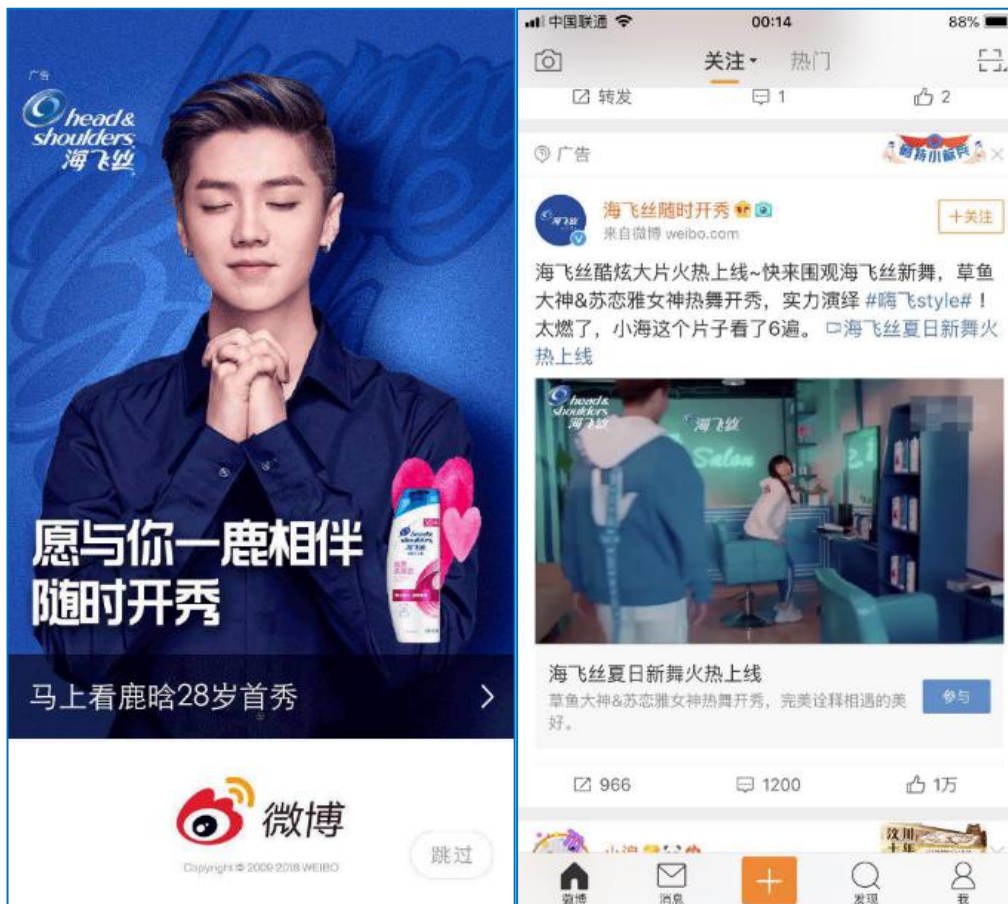 广告
head&
shoulders
海飞丝
愿与你一鹿相伴
随时开秀
马上看鹿晗28岁首秀
微博
Copyright © 2009-2018 WEIBO
跳过
中国联通
00:14
88%
关注
热门
转发
1
2
广告
海飞丝随时开秀
+关注
来自微博 weibo.com
海飞丝酷炫大片火热上线~快来围观海飞丝新舞，草鱼
大神&苏恋雅女神热舞开秀，实力演绎 #嗨飞style#！
太燃了，小海这个片子看了6遍。 海飞丝夏日新舞火
热上线
head&
shoulders
海飞丝
海飞丝
Salon
海飞丝夏日新舞火热上线
草鱼大神&苏恋雅女神热舞开秀，完美诠释相遇的美
好。
参与
966
1200
1万
汶川
十年
微博
消息
发现
我